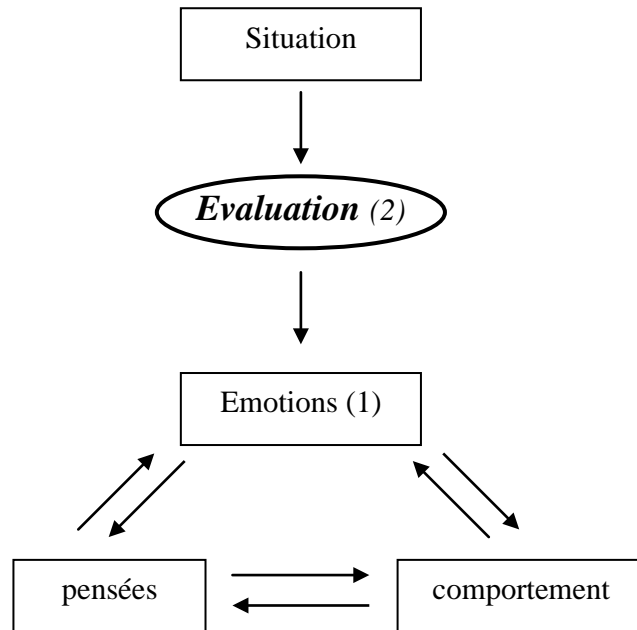 Situation
Evaluation (2)
Emotions (1)
pensées
comportement